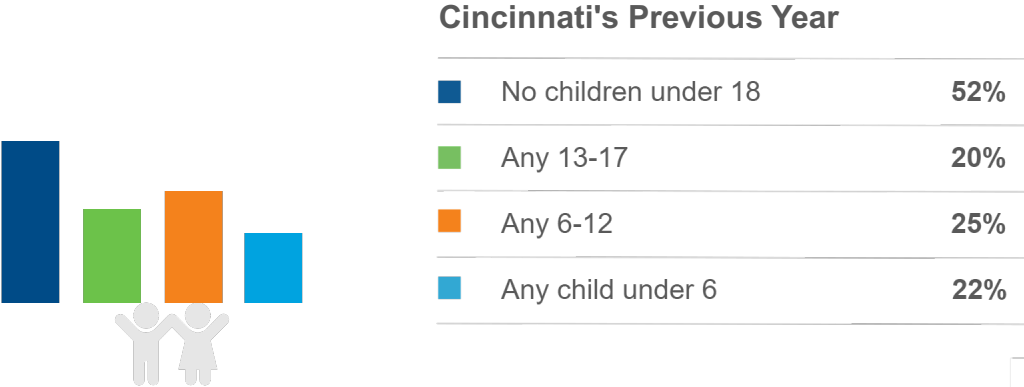 Cincinnati's Previous Year
No children under 18 52%
Any 13-17 20%
Any 6-12 25%
Any child under 6 22%